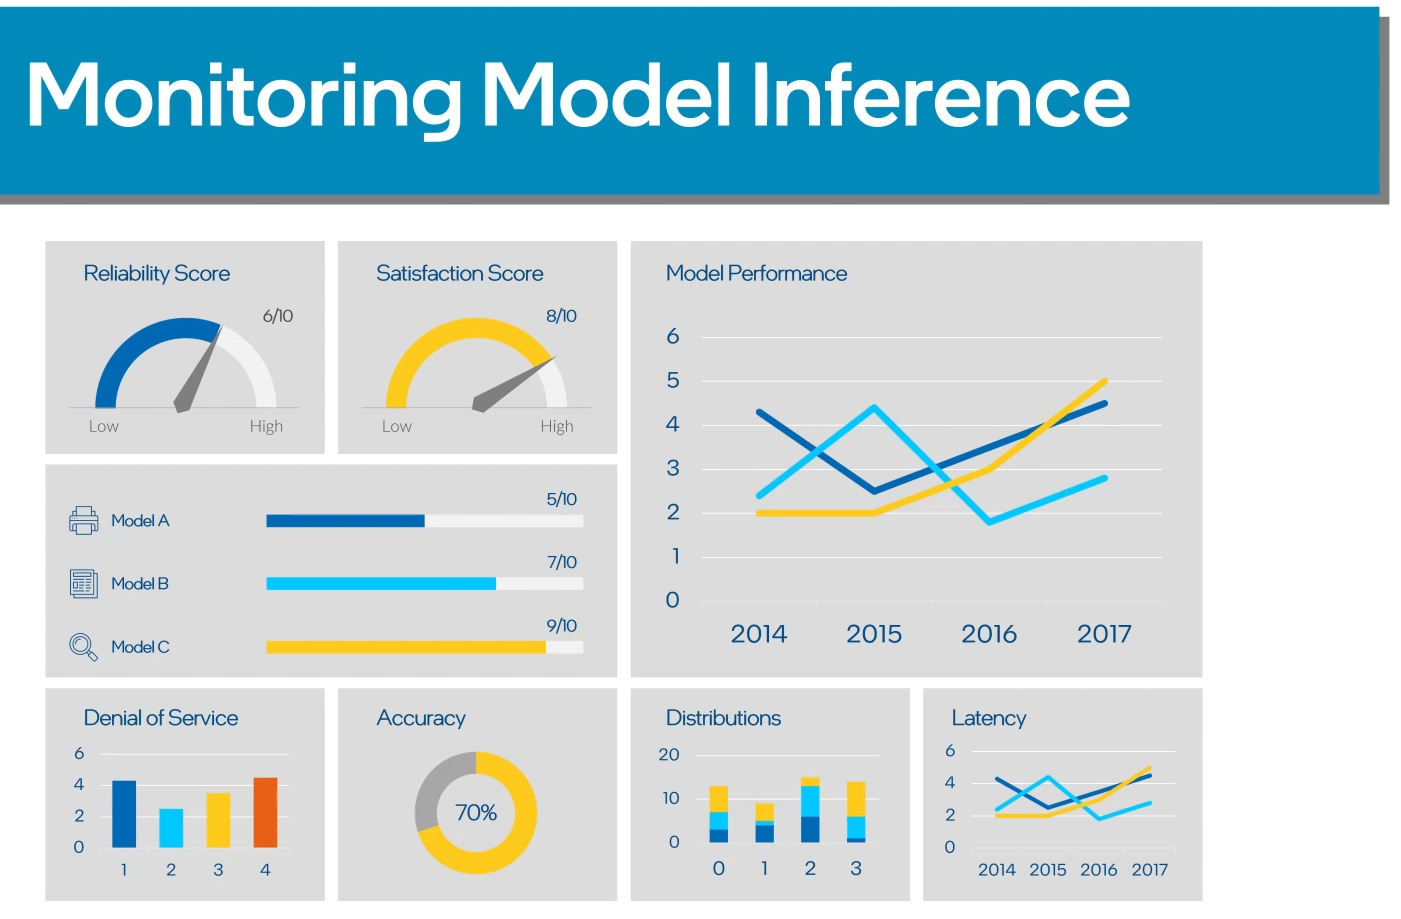 Monitoring Model Inference
Reliability Score
6/10
Low
High
Satisfaction Score
8/10
Low
High
Model Performance
6
5
4
3
2
1
0
2014
2015
2016
2017
5/10
Model A
7/10
Model B
9/10
Model C
Denial of Service
6
4
2
0
1
2
3
4
Accuracy
70%
Distributions
20
10
0
0
1
2
3
Latency
6
4
2
0
2014
2015
2016
2017